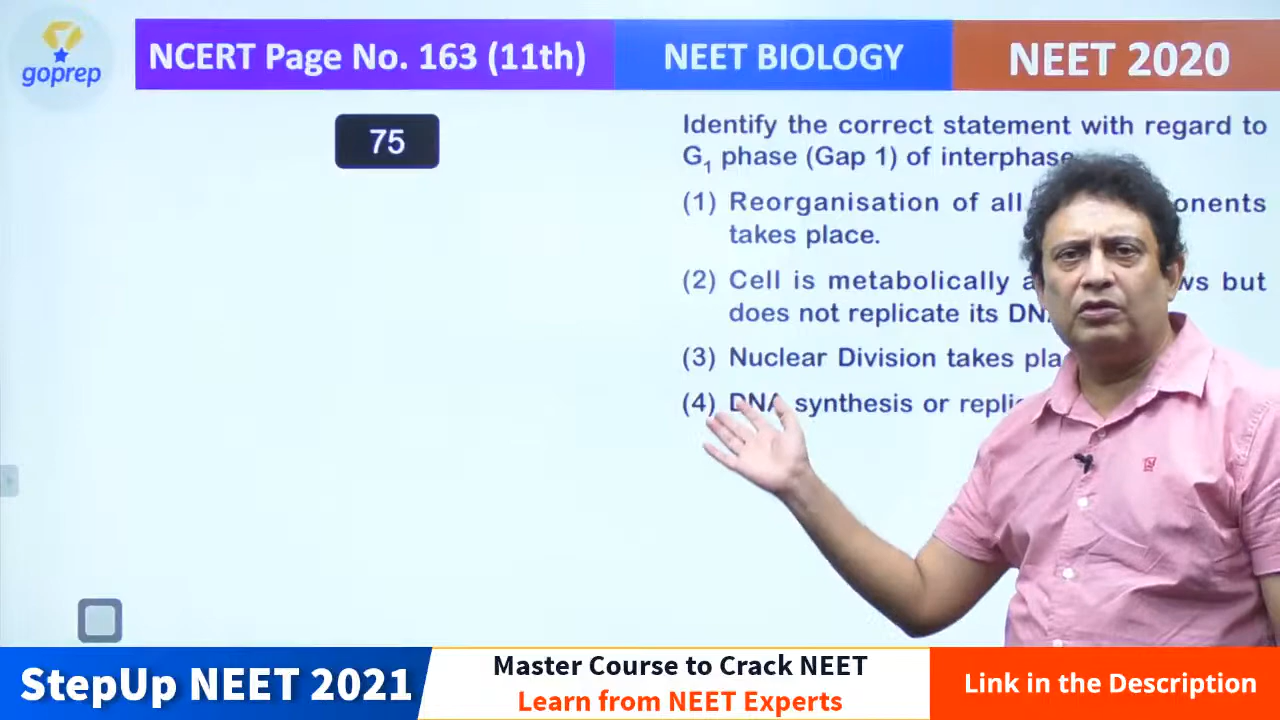 goprep
NCERT Page No. 163 (11th)
NEET BIOLOGY
NEET 2020
75
Identify the correct statement with regard to
G₁ phase (Gap 1) of interphase
(1) Reorganisation of all
takes place.
(2) Cell is metabolically but
does not replicate its
(3) Nuclear Division takes
(4) DNA synthesis or
StepUp NEET 2021
Master Course to Crack NEET
Learn from NEET Experts
Link in the Description